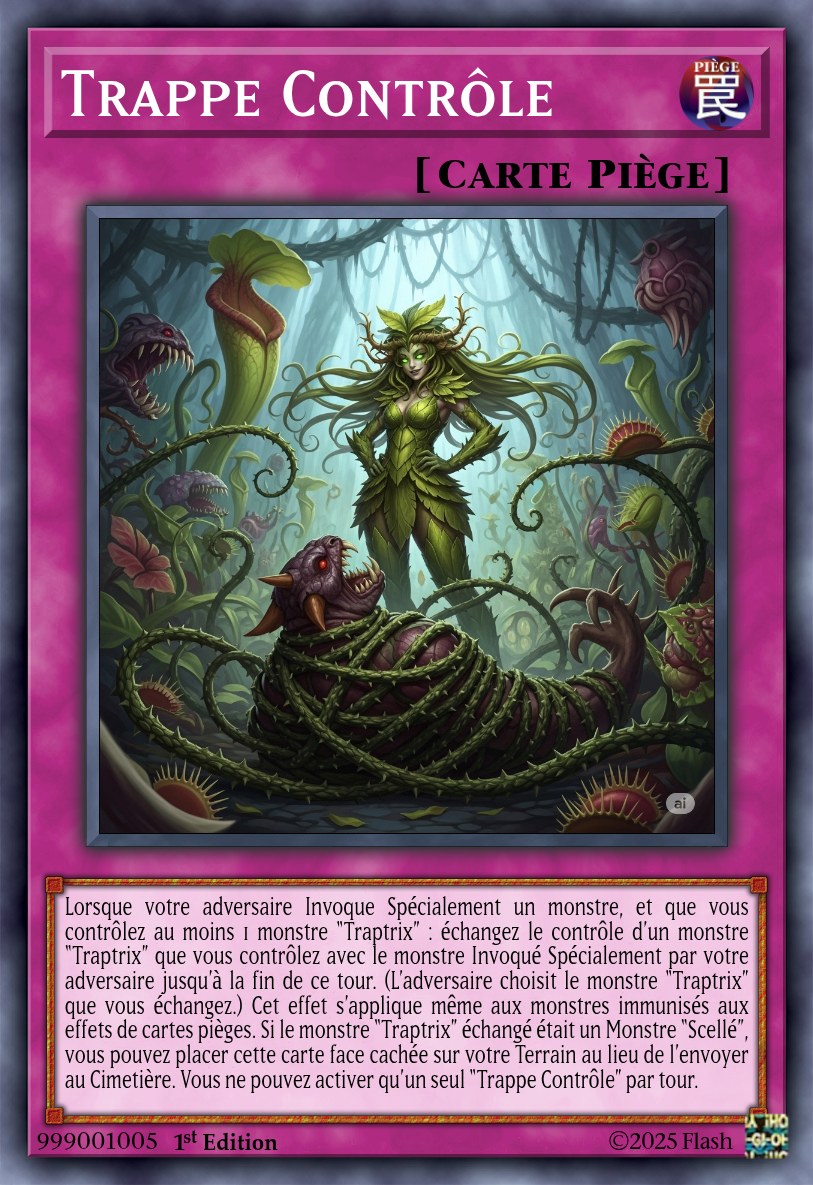 Trappe Contrôle
PIÈGE
罠
[Carte Piège]
ai
Lorsque votre adversaire Invoque Spécialement un monstre, et que vous
contrôlez au moins 1 monstre "Traptrix" : échangez le contrôle d'un monstre
"Traptrix" que vous contrôlez avec le monstre Invoqué Spécialement par votre
adversaire jusqu'à la fin de ce tour. (L'adversaire choisit le monstre "Traptrix"
que vous échangez.) Cet effet s'applique même aux monstres immunisés aux
effets de cartes pièges. Si le monstre "Traptrix" échangé était un Monstre "Scellé",
vous pouvez placer cette carte face cachée sur votre Terrain au lieu de l'envoyer
au Cimetière. Vous ne pouvez activer qu'un seul "Trappe Contrôle" par tour.
999001005 1st Edition ©2025 Flash